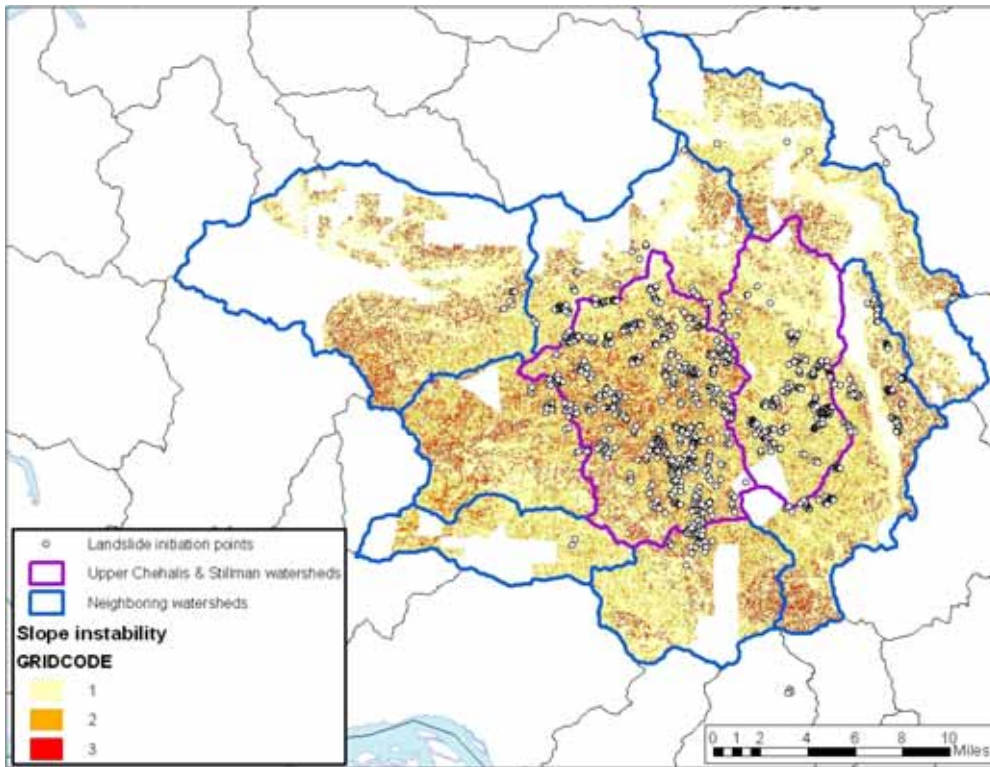 Landslide initiation points
Upper Chehalis & Stillman watersheds
Neighboring watersheds
Slope instability
GRIDCODE
1
2
3
0 1 2 4 6 8 10
Miles